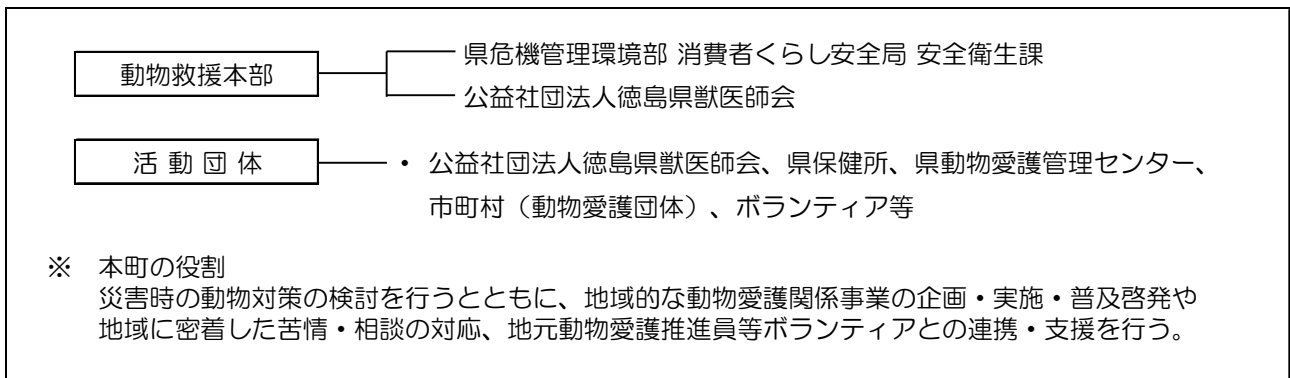 動物救援本部
県危機管理環境部 消費者くらし安全局 安全衛生課
公益社団法人徳島県獣医師会
活 動 団 体
・ 公益社団法人徳島県獣医師会、県保健所、県動物愛護管理センター、
市町村（動物愛護団体）、ボランティア等
※ 本町の役割
災害時の動物対策の検討を行うとともに、地域的な動物愛護関係事業の企画・実施・普及啓発や
地域に密着した苦情・相談の対応、地元動物愛護推進員等ボランティアとの連携・支援を行う。